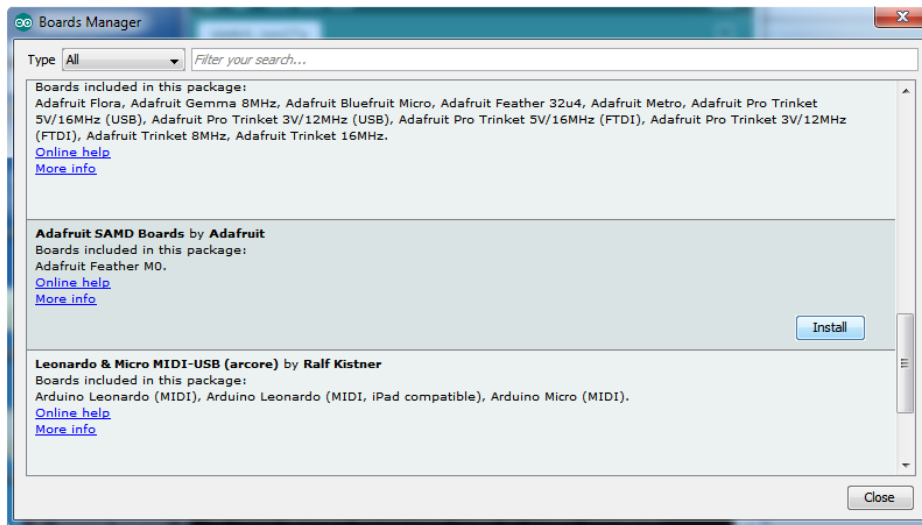 Boards Manager
Type All Filter your search...
Boards included in this package:
Adafruit Flora, Adafruit Gemma 8MHz, Adafruit Bluefruit Micro, Adafruit Feather 32u4, Adafruit Metro, Adafruit Pro Trinket
5V/16MHz (USB), Adafruit Pro Trinket 3V/12MHz (USB), Adafruit Pro Trinket 5V/16MHz (FTDI), Adafruit Pro Trinket 3V/12MHz
(FTDI), Adafruit Trinket 8MHz, Adafruit Trinket 16MHz.
Online help
More info
Adafruit SAMD Boards by Adafruit
Boards included in this package:
Adafruit Feather M0.
Online help
More info
Install
Leonardo & Micro MIDI-USB (arcore) by Ralf Kistner
Boards included in this package:
Arduino Leonardo (MIDI), Arduino Leonardo (MIDI, iPad compatible), Arduino Micro (MIDI).
Online help
More info
Close